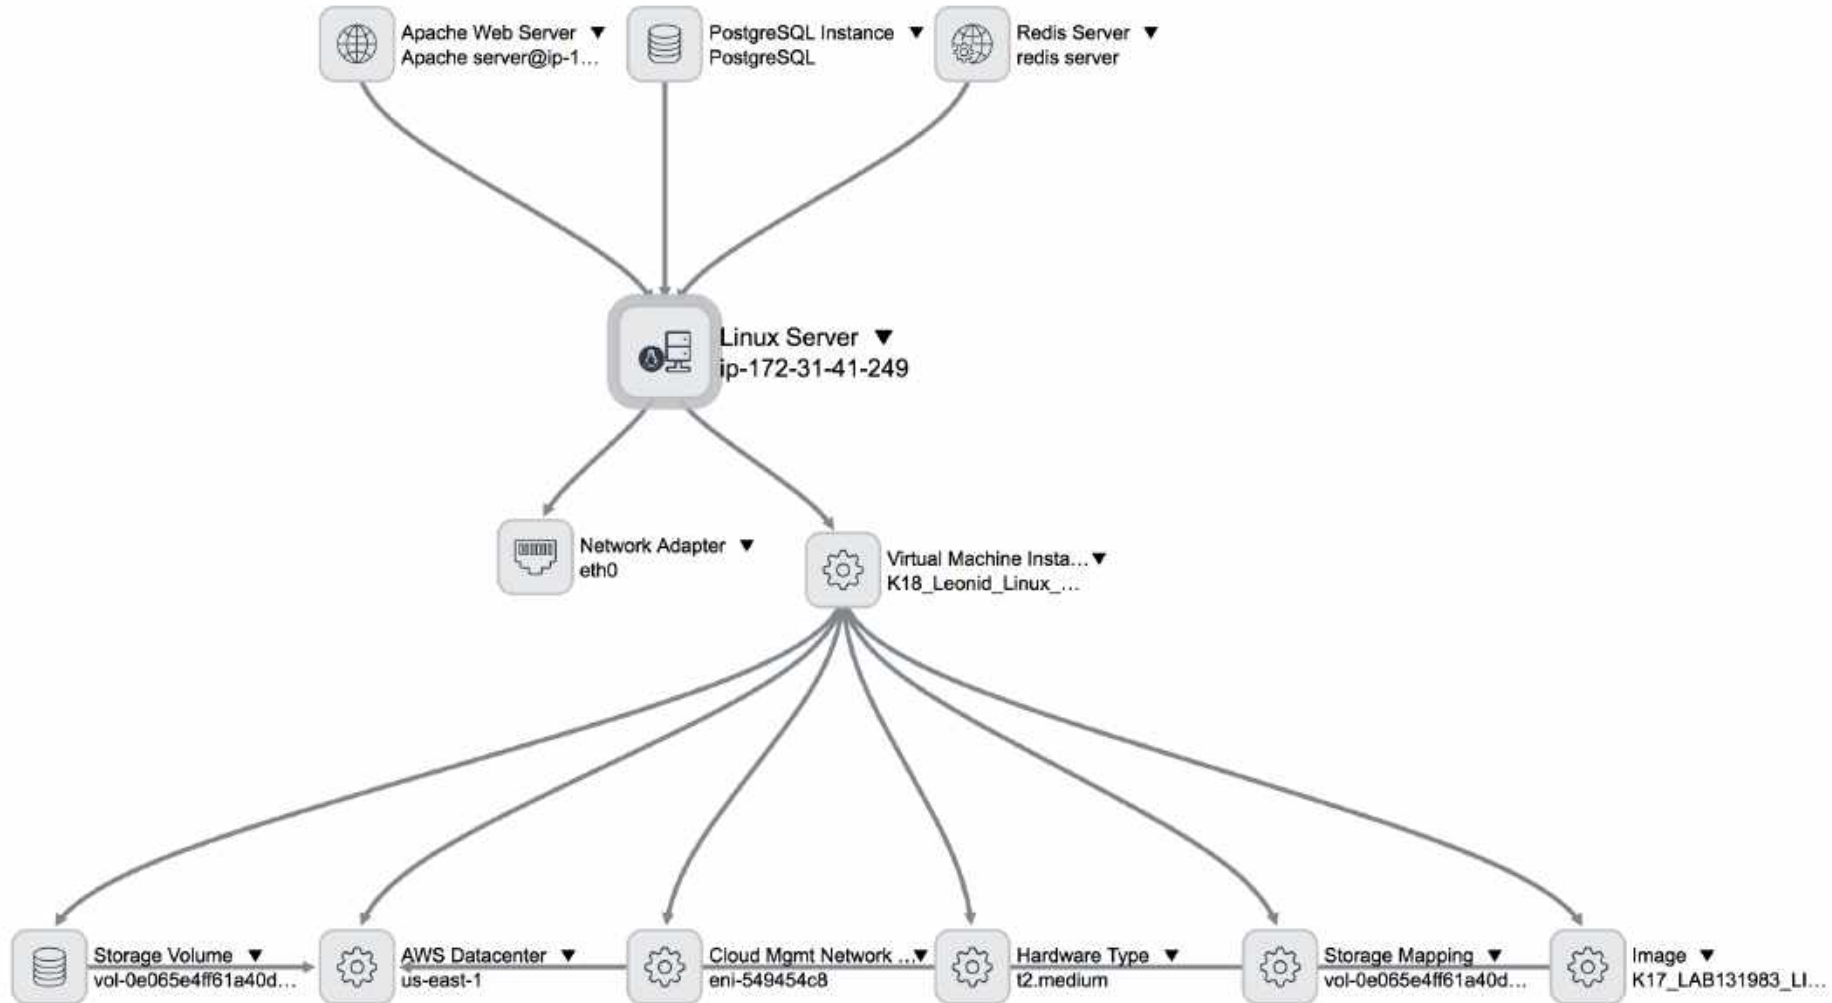 Apache Web Server ▼
Apache server@ip-1...
PostgreSQL Instance ▼
PostgreSQL
Redis Server ▼
redis server
Linux Server ▼
ip-172-31-41-249
Network Adapter ▼
eth0
Virtual Machine Insta...▼
K18_Leonid_Linux_...
Storage Volume ▼
vol-0e065e4ff61a40d...
AWS Datacenter ▼
us-east-1
Cloud Mgmt Network ...▼
eni-549454c8
Hardware Type ▼
t2.medium
Storage Mapping ▼
vol-0e065e4ff61a40d...
Image ▼
K17_LAB131983_LI...